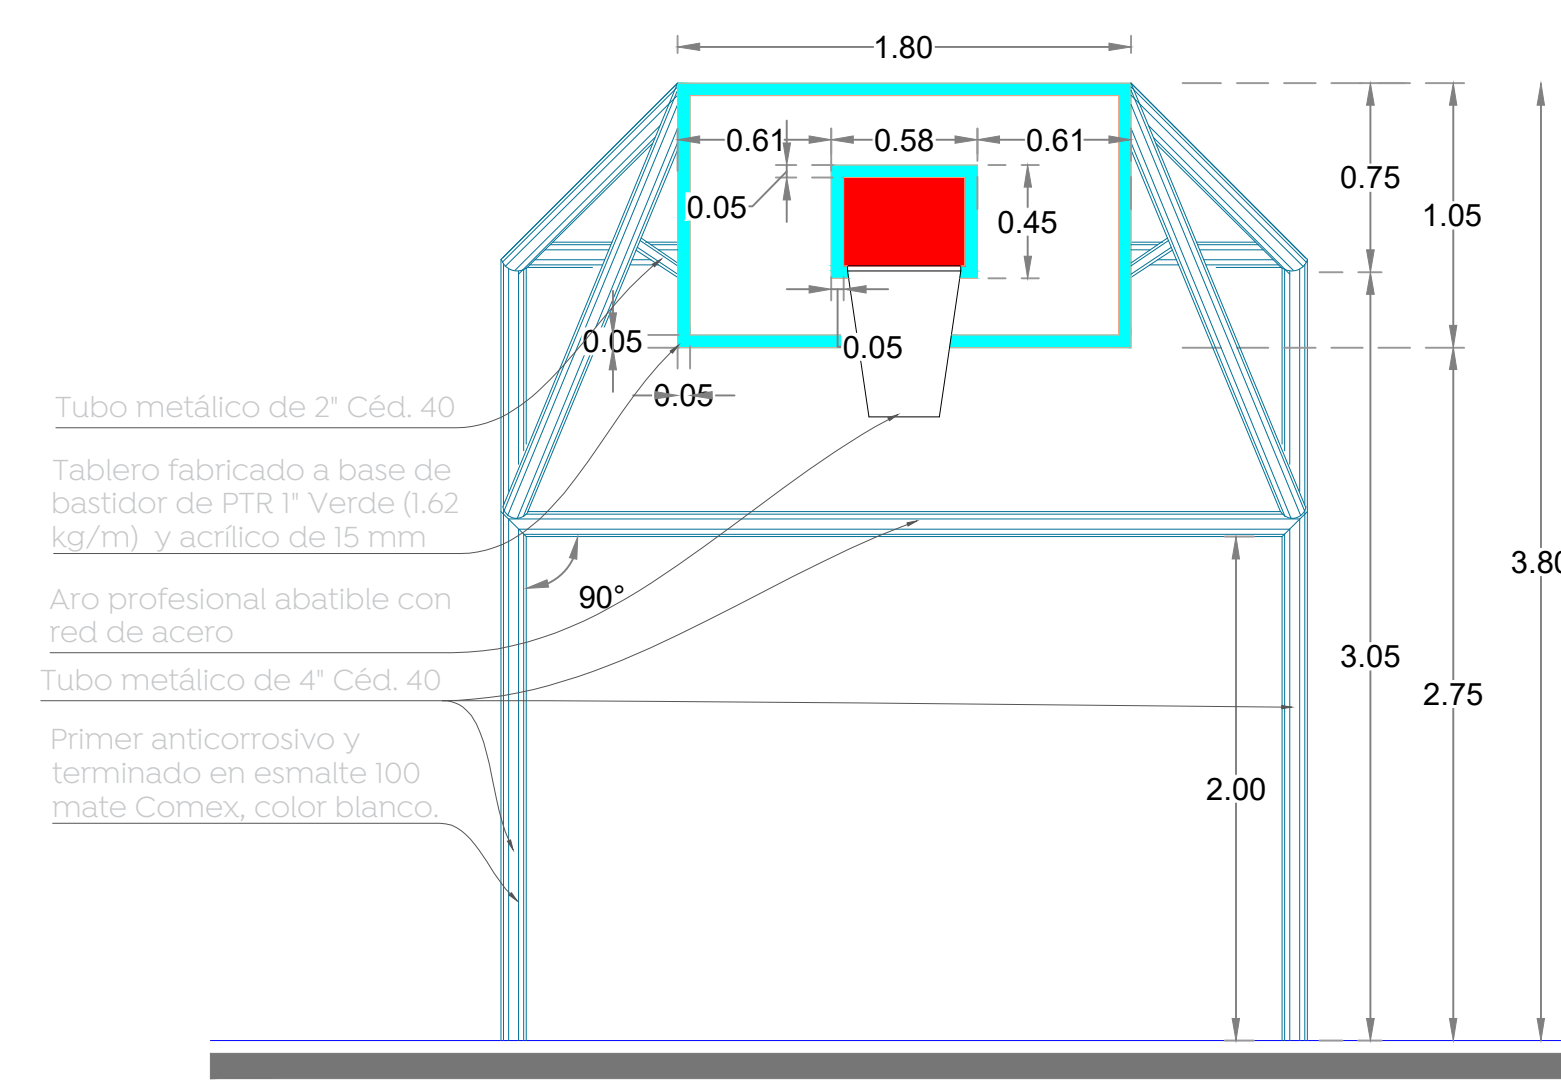 1.80
0.61
0.58
0.61
0.75
0.05
0.45
1.05
0.05
0.05
0.05
Tubo metálico de 2" Céd. 40
Tablero fabricado a base de
bastidor de PTR 1" Verde (1.62
kg/m) y acrílico de 15 mm
3.80
90°
Aro profesional abatible con
red de acero
3.05
Tubo metálico de 4" Céd. 40
2.75
Primer anticorrosivo y
terminado en esmalte 100
mate Comex, color blanco.
2.00